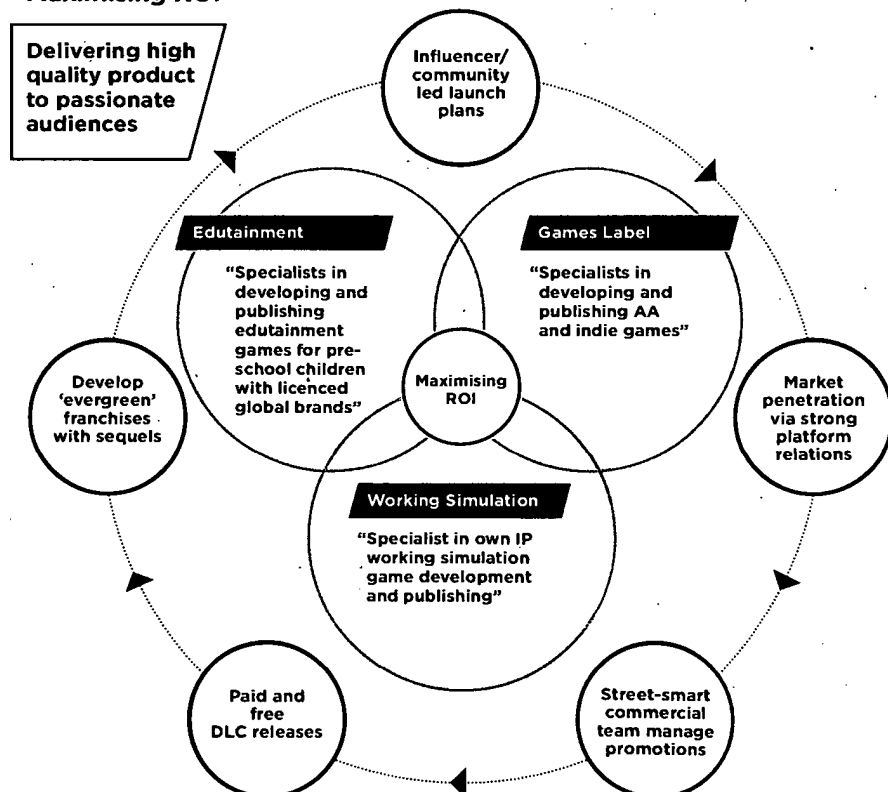 Maximising ROI
Delivering high
quality product
to passionate
audiences
Influencer/
community
led launch
plans
Edutainment
“Specialists in
developing and
publishing
edutainment
games for pre-
school children
with licenced
global brands”
Games Label
“Specialists in
developing and
publishing AA
and indie games”
Develop
‘evergreen’
franchises
with sequels
Maximising
ROI
Market
penetration
via strong
platform
relations
Working Simulation
“Specialist in own IP
working simulation
game development
and publishing”
Paid and
free
DLC releases
Street-smart
commercial
team manage
promotions